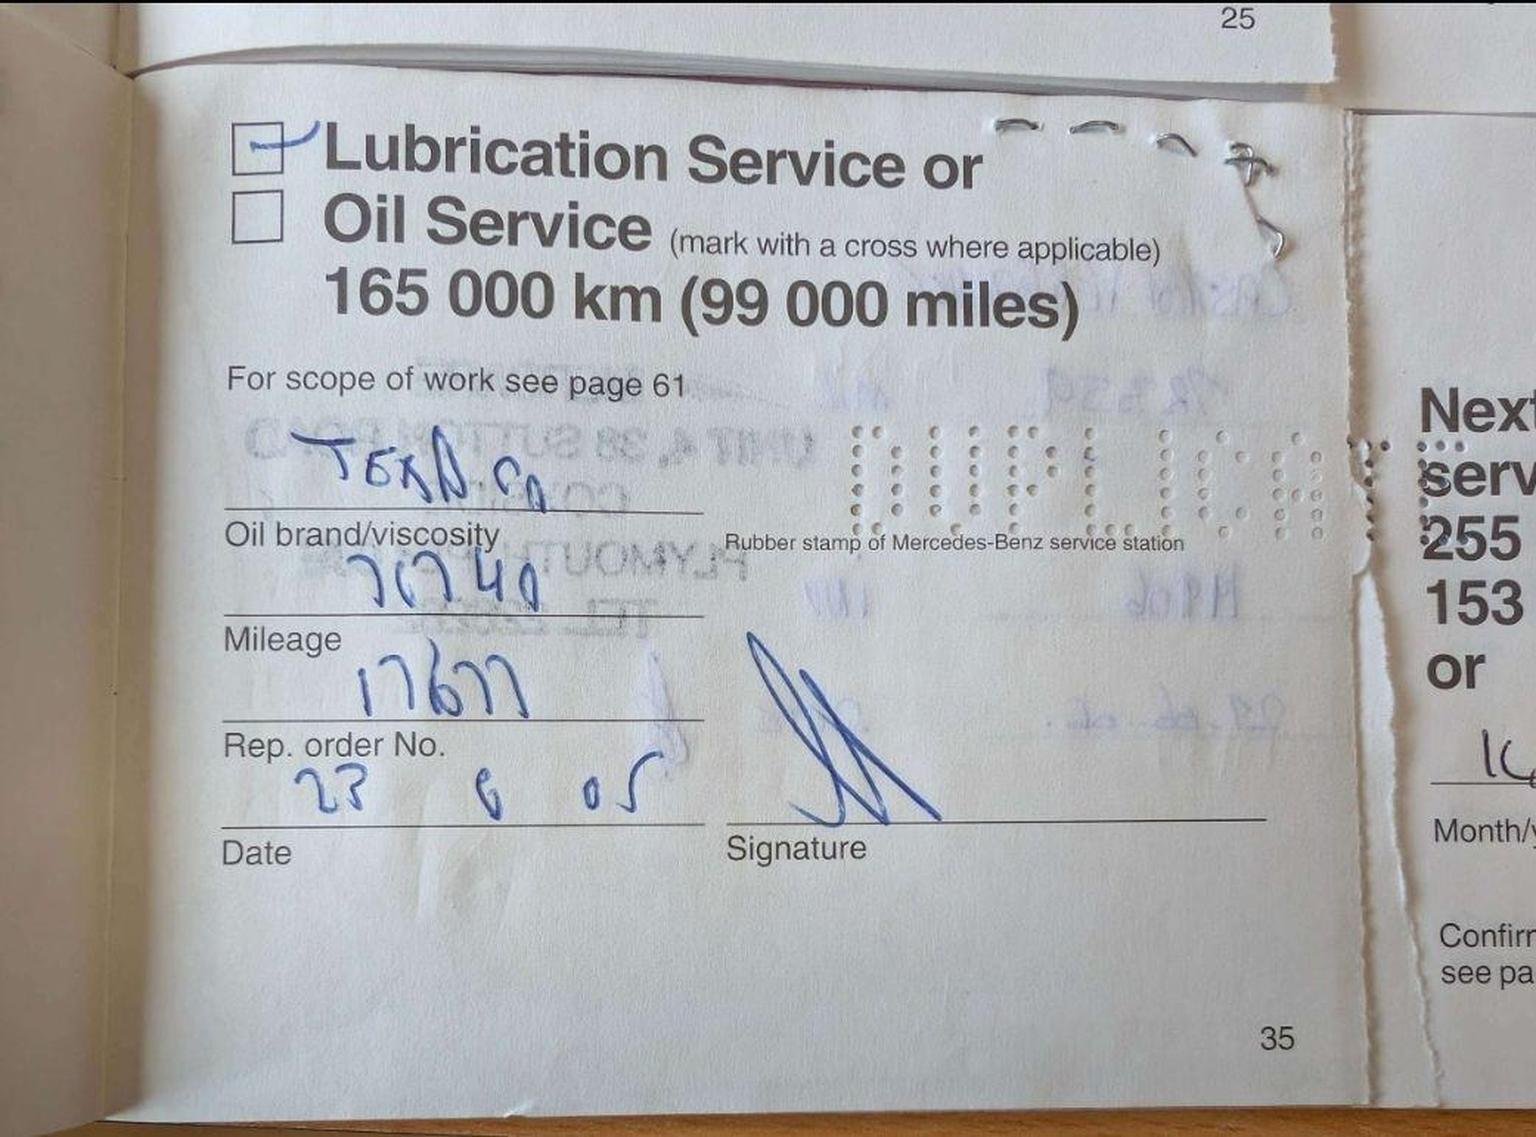 25
Lubrication Service or
Oil Service (mark with a cross where applicable)
165 000 km (99 000 miles)
For scope of work see page 61
TEXACO
Oil brand/viscosity
DUPLICATE
Rubber stamp of Mercedes-Benz service station
Mileage
17677
Rep. order No.
23 6 05
Date
Signature
35
Next
serv
255
153
or
Month/y
Confirm
see pa